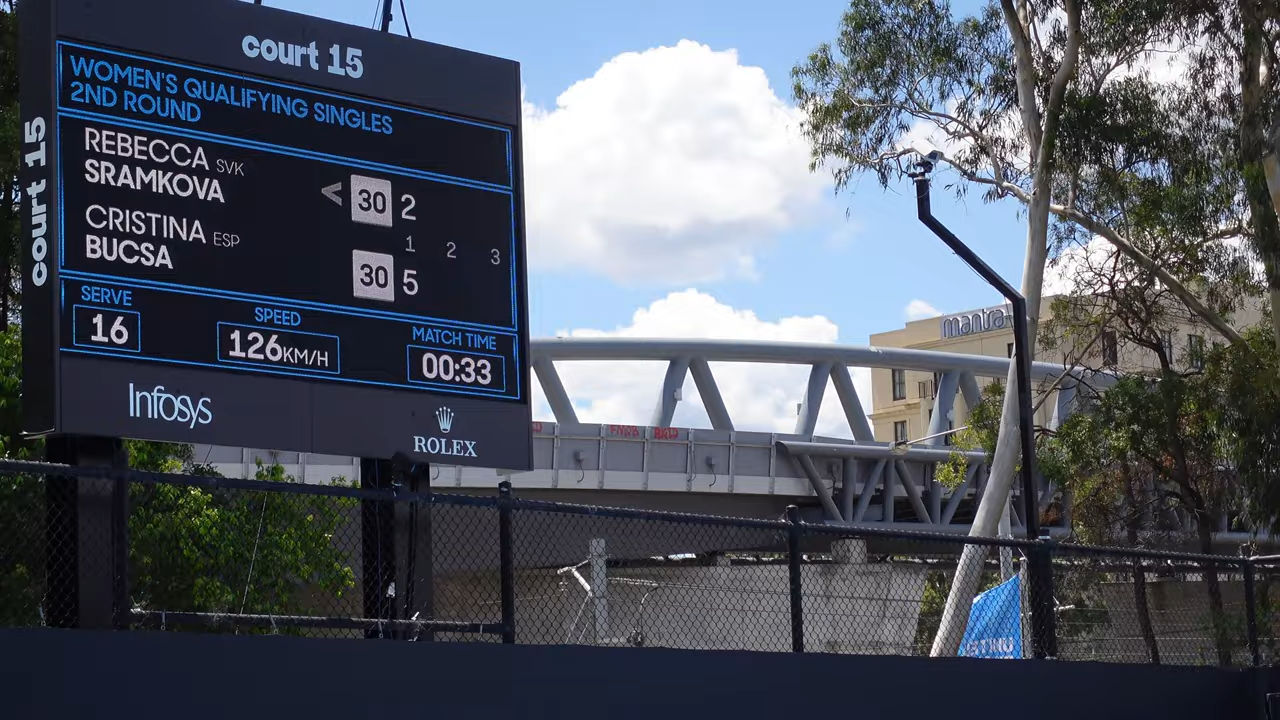 court 15
court 15
WOMEN'S QUALIFYING SINGLES
2ND ROUND
REBECCA SVK
SRAMKOVA
< 30 2
1 2 3
CRISTINA ESP
BUCSA
30 5
SERVE
16
SPEED
126KM/H
MATCH TIME
00:33
Infosys
ROLEX
mantra